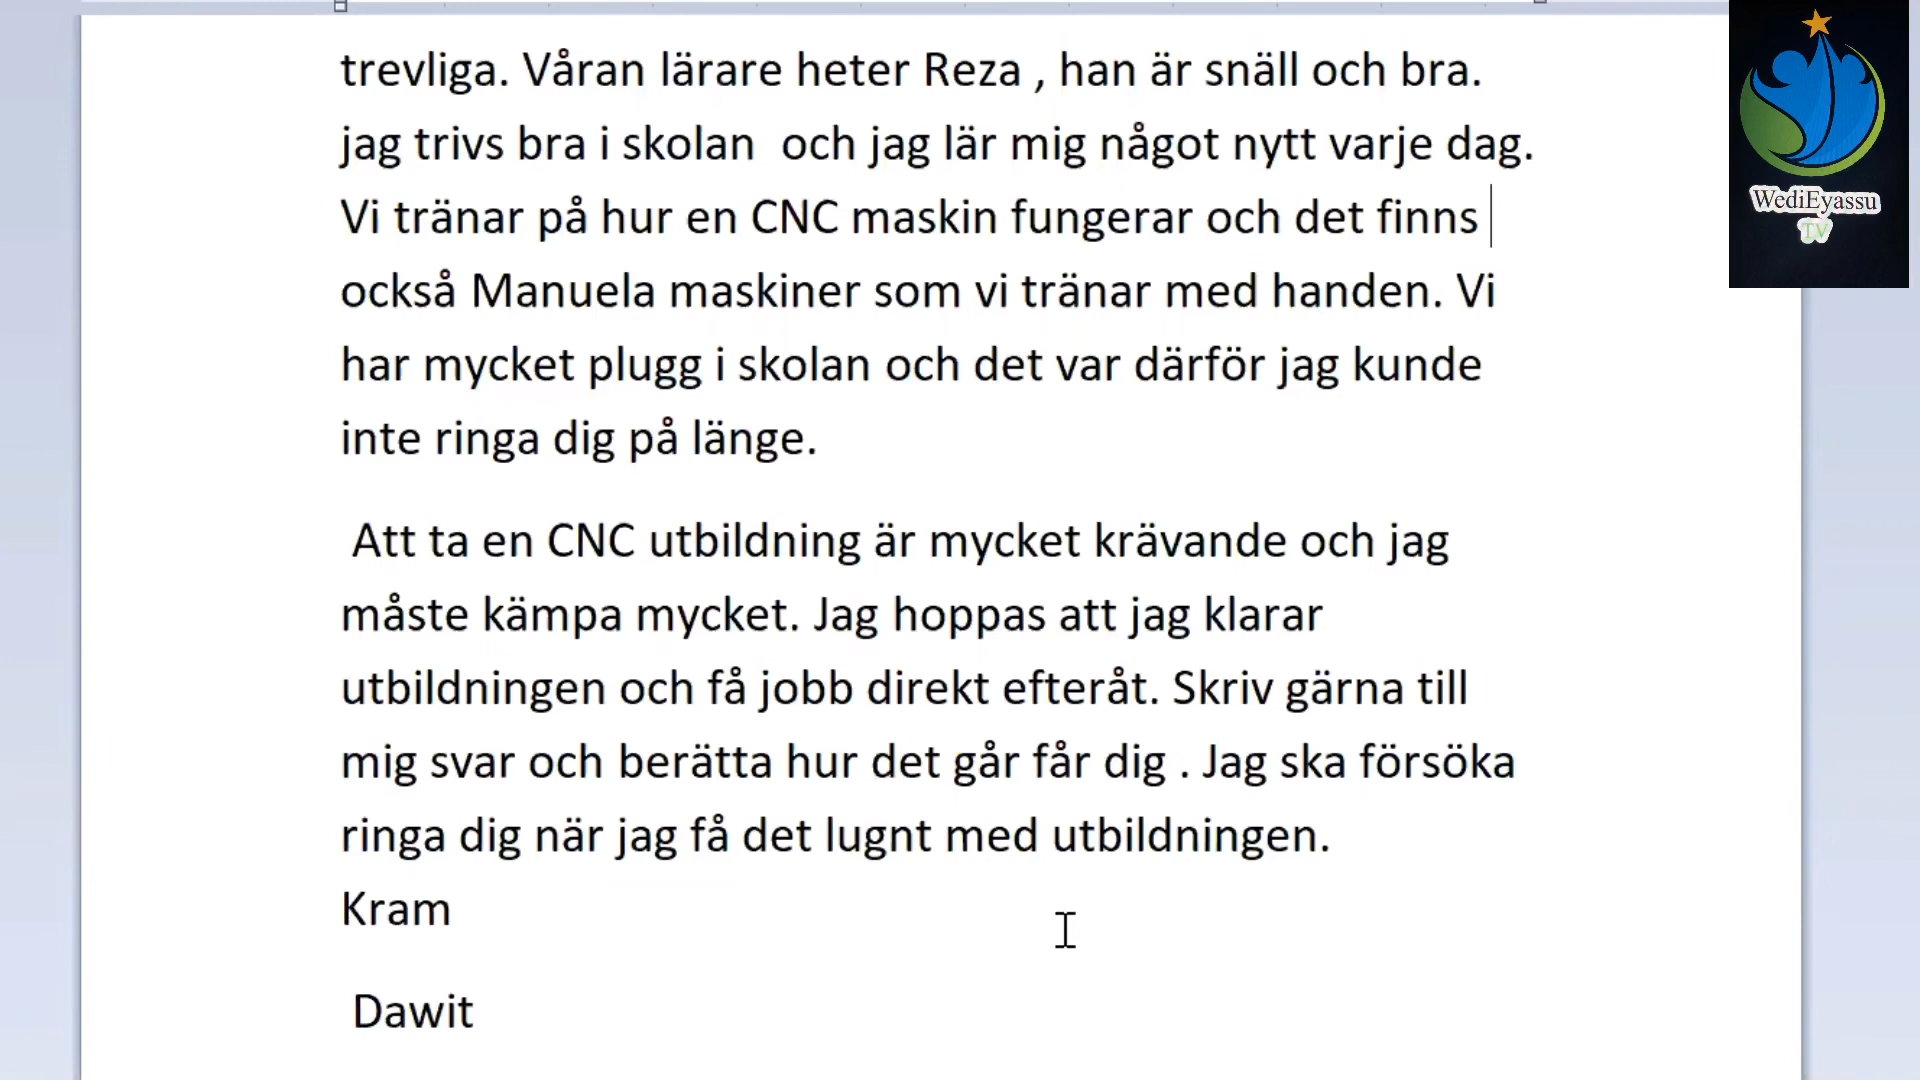 trevliga. Våran lärare heter Reza , han är snäll och bra.
jag trivs bra i skolan  och jag lär mig något nytt varje dag.
Vi tränar på hur en CNC maskin fungerar och det finns
också Manuela maskiner som vi tränar med handen. Vi
har mycket plugg i skolan och det var därför jag kunde
inte ringa dig på länge.
Att ta en CNC utbildning är mycket krävande och jag
måste kämpa mycket. Jag hoppas att jag klarar
utbildningen och få jobb direkt efteråt. Skriv gärna till
mig svar och berätta hur det går får dig . Jag ska försöka
ringa dig när jag få det lugnt med utbildningen.
Kram
Dawit
WediEyassu
TV